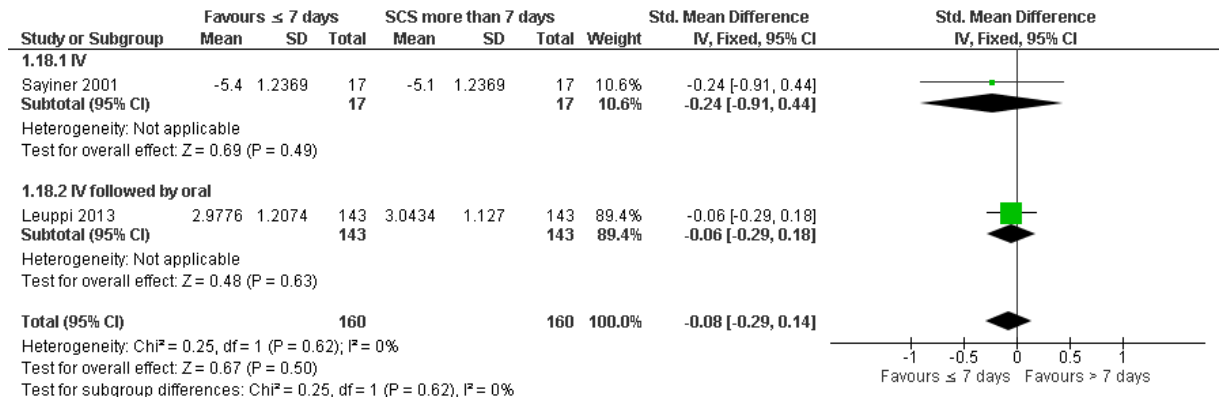 Favours ≤ 7 days SCS more than 7 days Std. Mean Difference Std. Mean Difference
Study or Subgroup Mean SD Total Mean SD Total Weight IV, Fixed, 95% CI IV, Fixed, 95% CI
1.18.1 IV
Sayiner 2001 -5.4 1.2369 17 -5.1 1.2369 17 10.6% -0.24 [-0.91, 0.44]
Subtotal (95% CI) 17 17 10.6% -0.24 [-0.91, 0.44]
Heterogeneity: Not applicable
Test for overall effect: Z = 0.69 (P = 0.49)
1.18.2 IV followed by oral
Leuppi 2013 2.9776 1.2074 143 3.0434 1.127 143 89.4% -0.06 [-0.29, 0.18]
Subtotal (95% CI) 143 143 89.4% -0.06 [-0.29, 0.18]
Heterogeneity: Not applicable
Test for overall effect: Z = 0.48 (P = 0.63)
Total (95% CI) 160 160 100.0% -0.08 [-0.29, 0.14]
Heterogeneity: Chi² = 0.25, df = 1 (P = 0.62); I² = 0%
Test for overall effect: Z = 0.67 (P = 0.50)
Test for subgroup differences: Chi² = 0.25, df = 1 (P = 0.62), I² = 0%
-1 -0.5 0 0.5 1
Favours ≤ 7 days Favours > 7 days